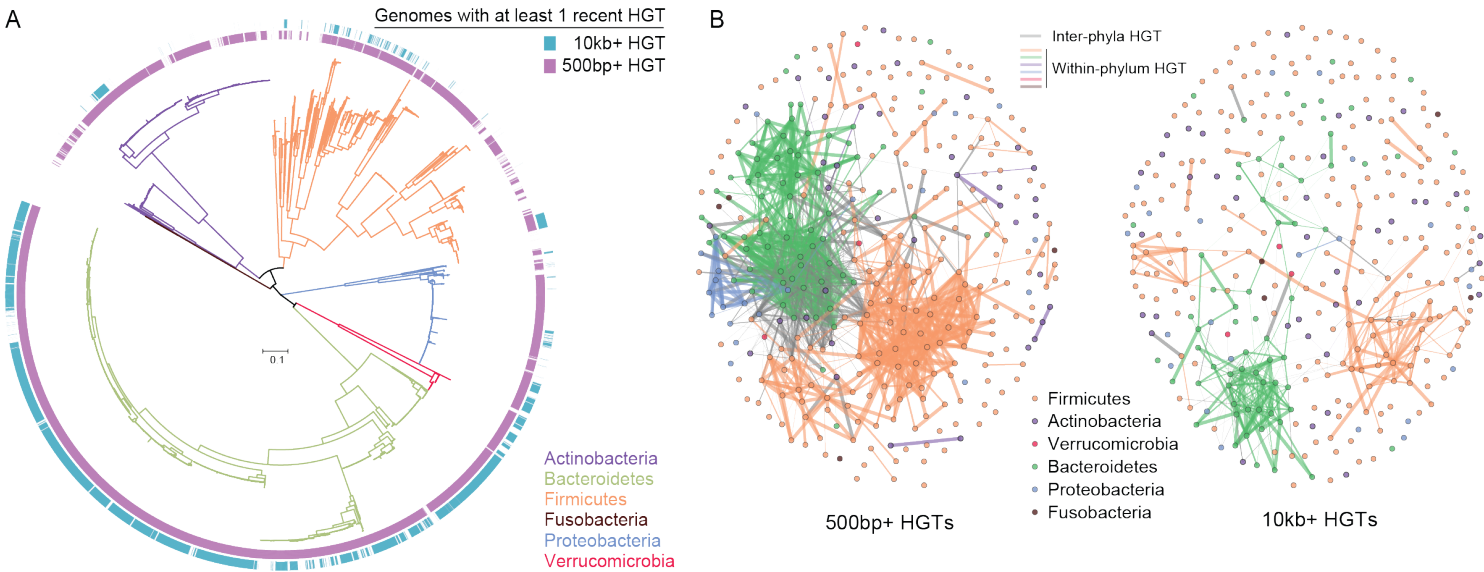 A
Genomes with at least 1 recent HGT
10kb+ HGT
500bp+ HGT
0.1
Actinobacteria
Bacteroidetes
Firmicutes
Fusobacteria
Proteobacteria
Verrucomicrobia
B
Inter-phyla HGT
Within-phylum HGT
Firmicutes
Actinobacteria
Verrucomicrobia
Bacteroidetes
Proteobacteria
Fusobacteria
500bp+ HGTs
10kb+ HGTs